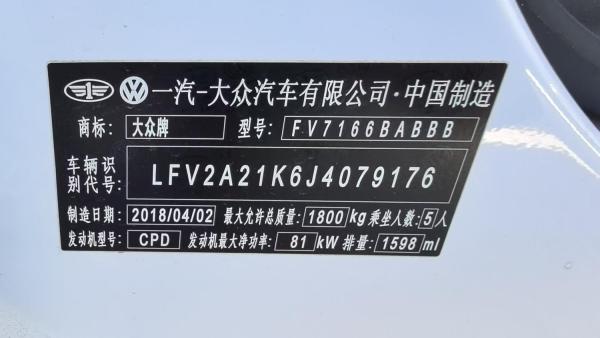 一汽-大众汽车有限公司·中国制造
商标: 大众牌 型号: FV7166BABBB
车辆识别代号: LFV2A21K6J4079176
制造日期: 2018/04/02 最大允许总质量: 1800 kg 乘坐人数: 5 人
发动机型号: CPD 发动机最大净功率: 81 kW 排量: 1598 ml